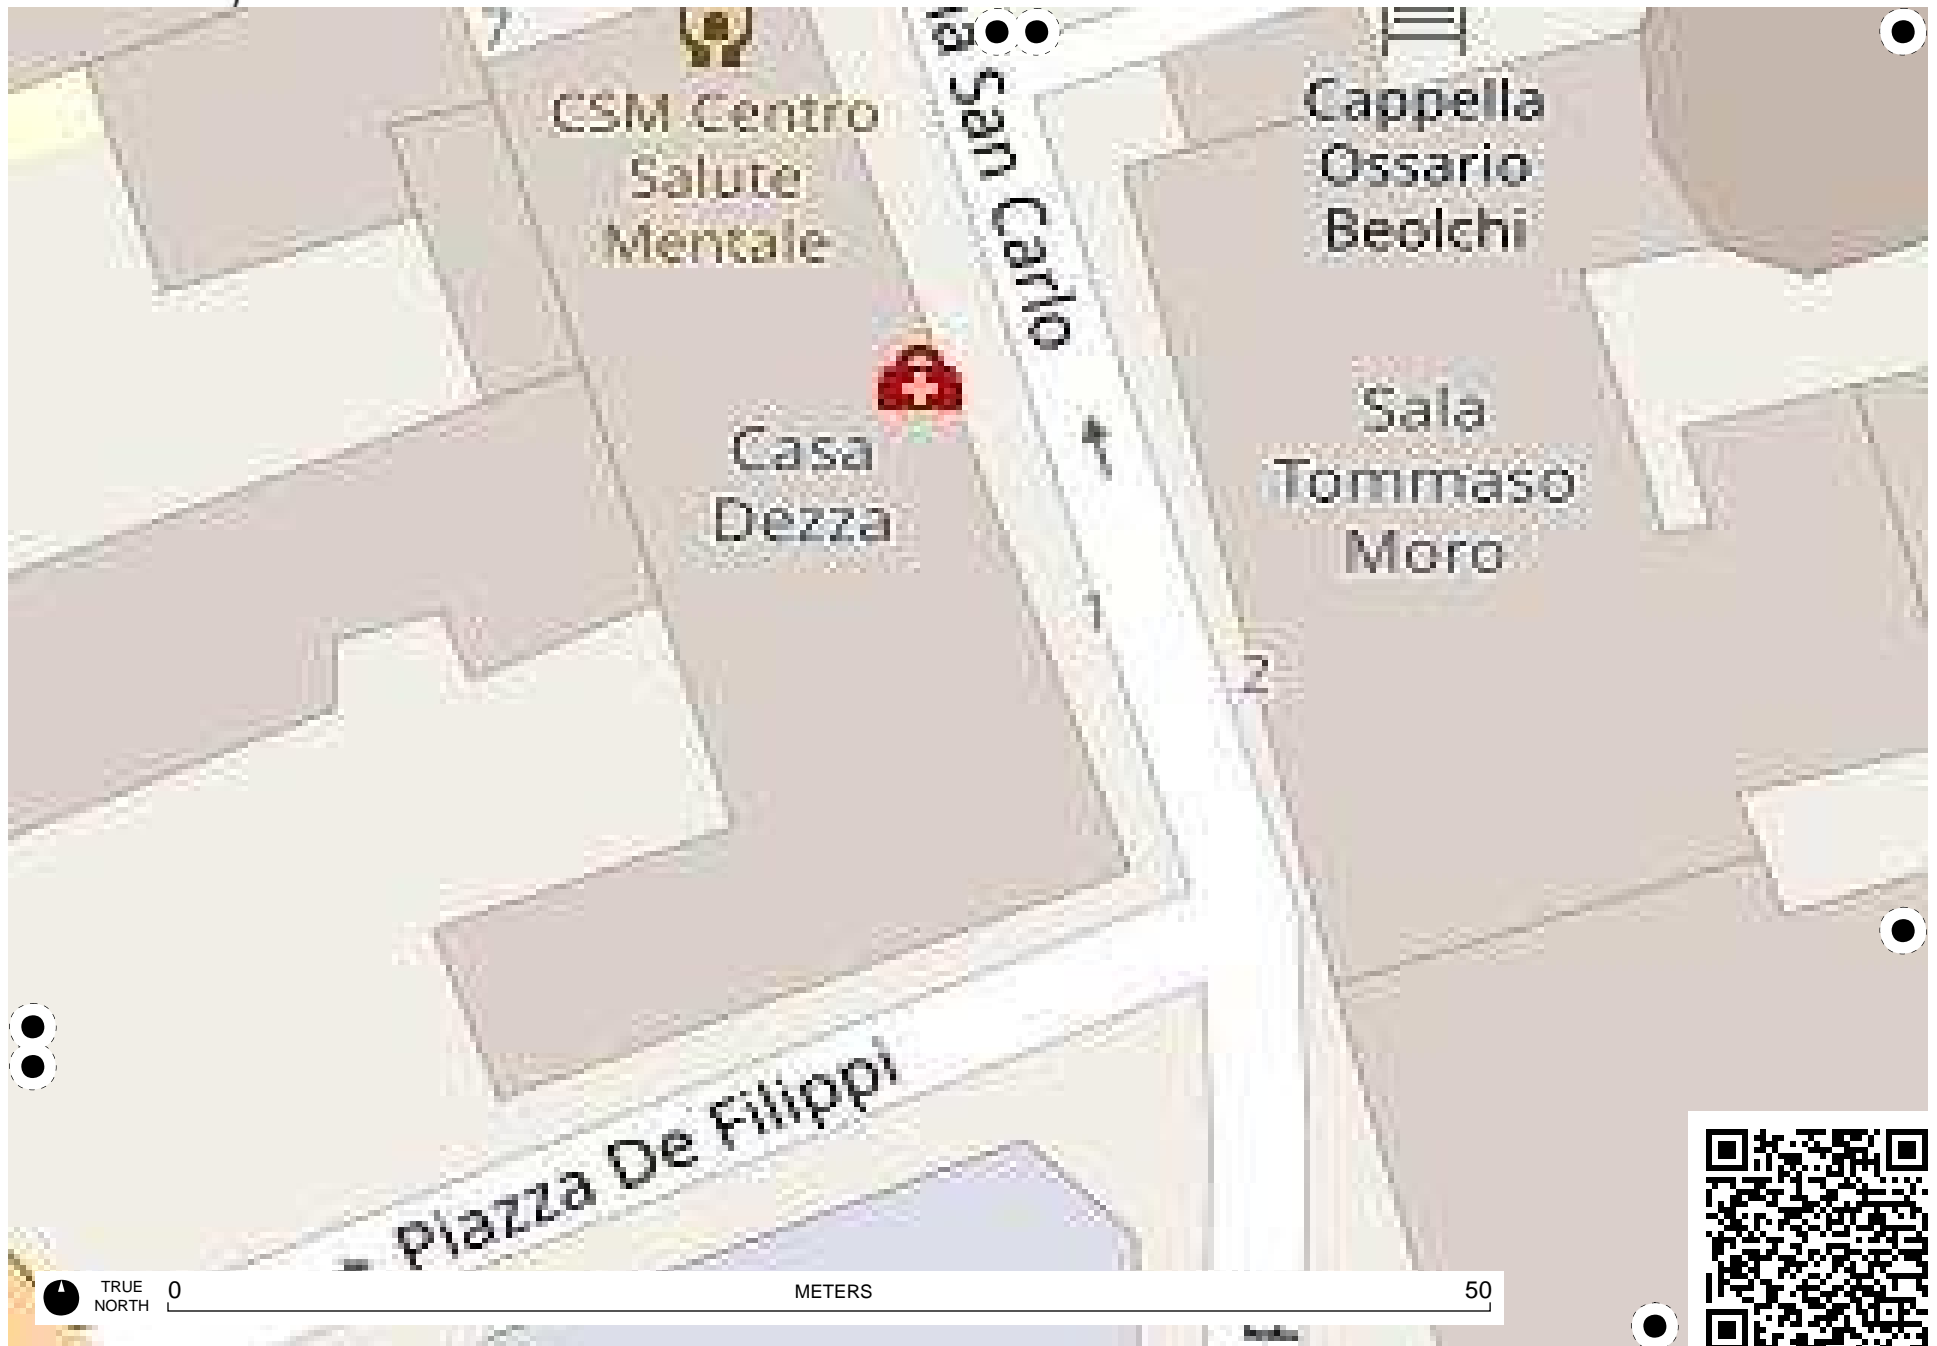 San Carlo
CSM Centro
Salute
Mentale
Cappella
Ossario
Beolchi
Casa
Dezza
Sala
Tommaso
Moro
1
2
Piazza De Filippi
TRUE
NORTH
0
METERS
50